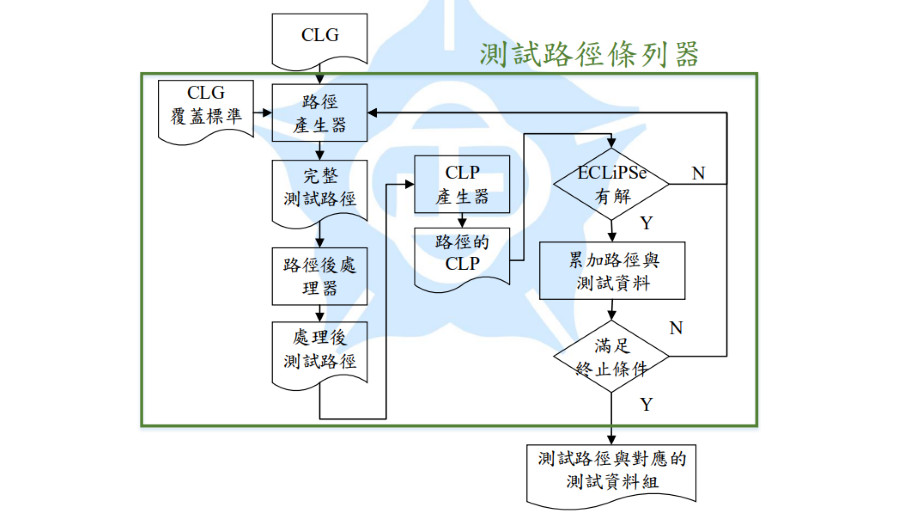 CLG
測試路徑條列器
CLG
覆蓋標準
路徑
產生器
完整
測試路徑
路徑後處
理器
處理後
測試路徑
CLP
產生器
路徑的
CLP
ECLiPSe
有解
N
Y
累加路徑與
測試資料
滿足
終止條件
N
Y
測試路徑與對應的
測試資料組